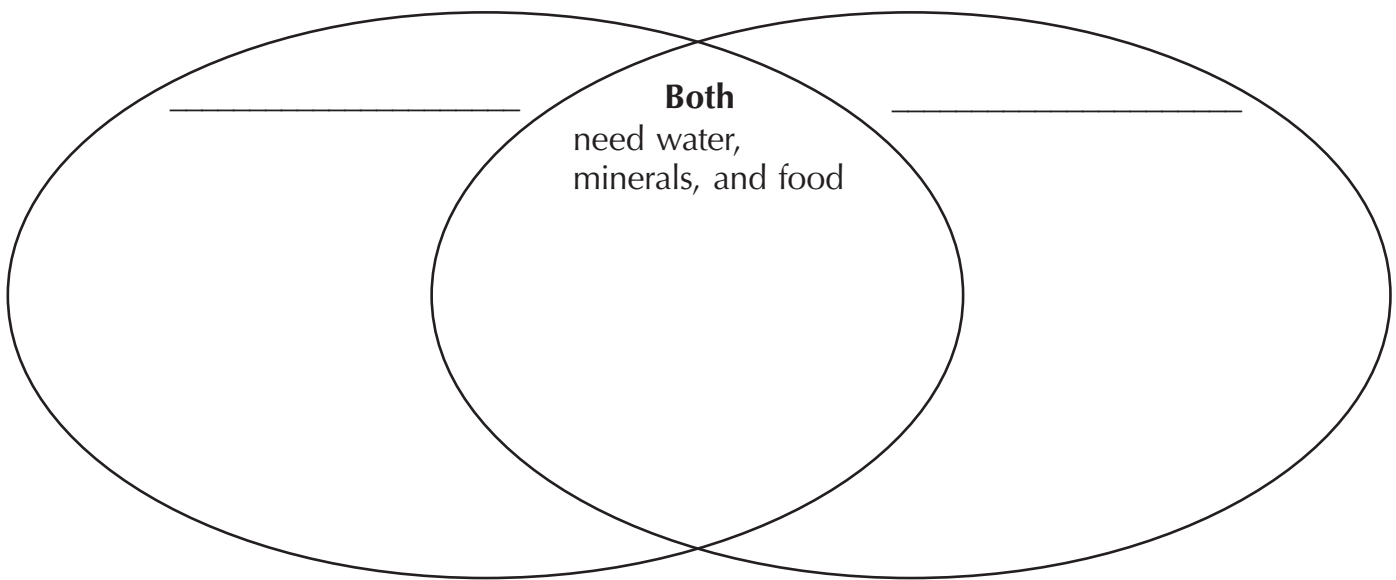 Both
need water,
minerals, and food